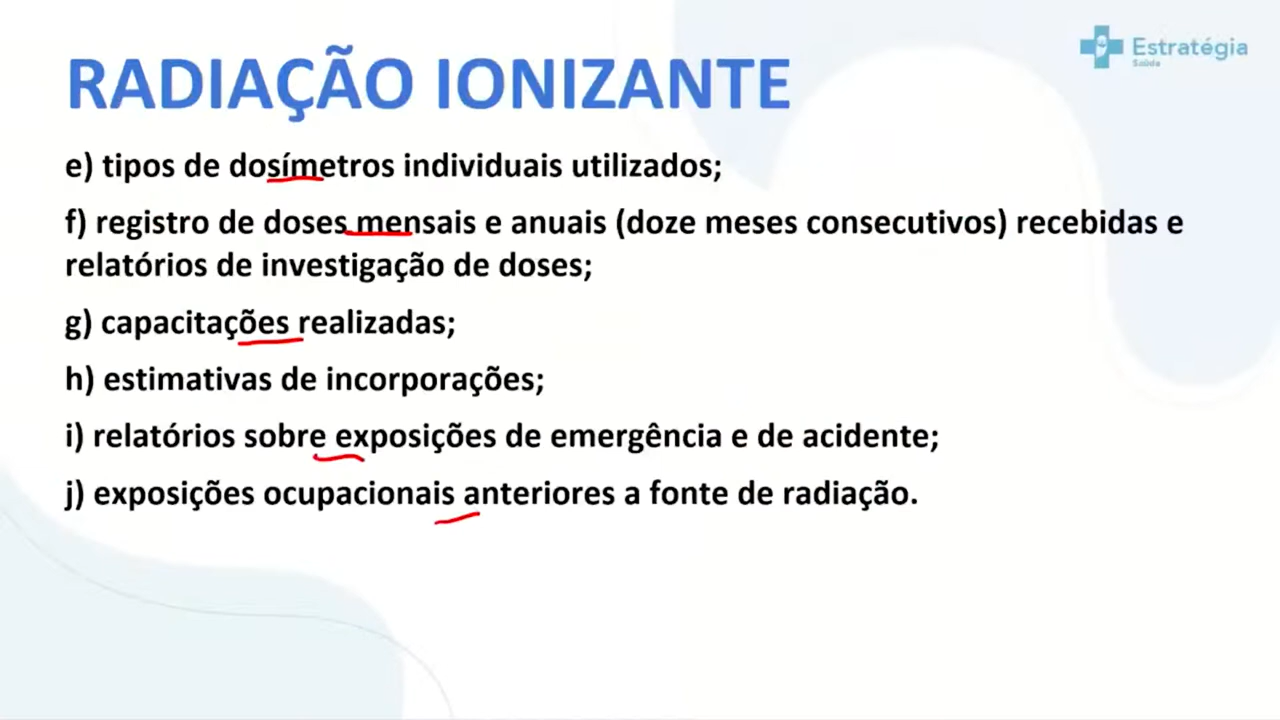 Estratégia
Saúde
RADIAÇÃO IONIZANTE
e) tipos de dosímetros individuais utilizados;
f) registro de doses mensais e anuais (doze meses consecutivos) recebidas e
relatórios de investigação de doses;
g) capacitações realizadas;
h) estimativas de incorporações;
i) relatórios sobre exposições de emergência e de acidente;
j) exposições ocupacionais anteriores a fonte de radiação.